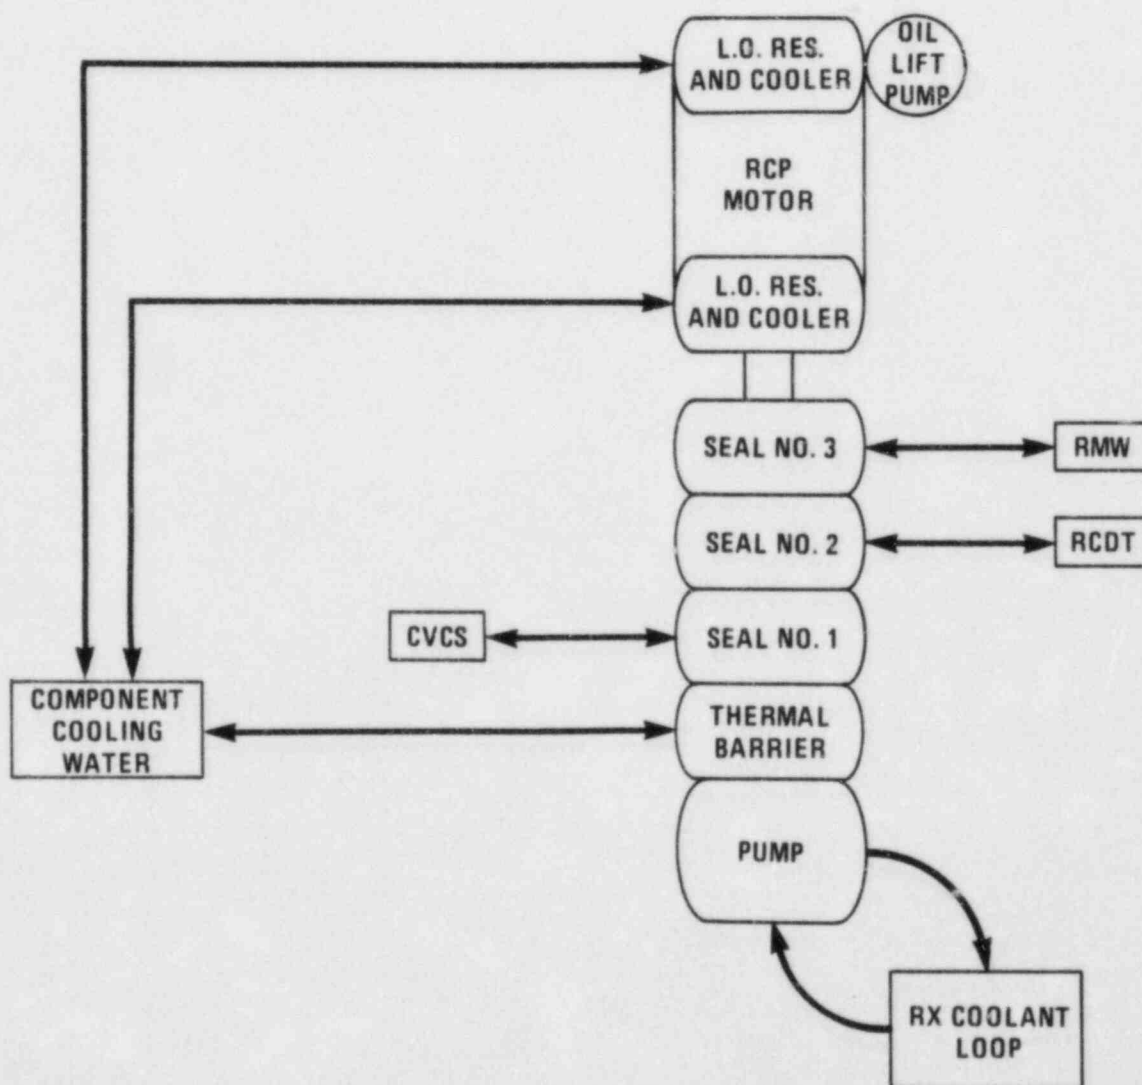 L.O. RES.
AND COOLER
OIL
LIFT
PUMP
RCP
MOTOR
L.O. RES.
AND COOLER
SEAL NO. 3
RMW
SEAL NO. 2
RCDT
CVCS
SEAL NO. 1
COMPONENT
COOLING
WATER
THERMAL
BARRIER
PUMP
RX COOLANT
LOOP